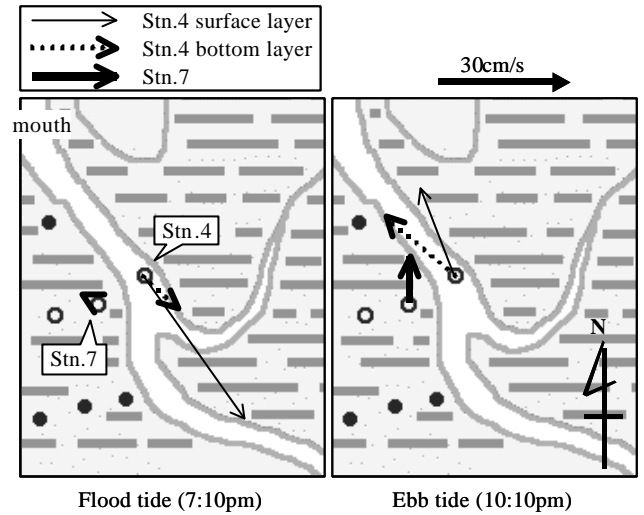 Stn.4 surface layer
Stn.4 bottom layer
Stn.7
30cm/s
mouth
Stn.4
Stn.7
N
Flood tide (7:10pm)
Ebb tide (10:10pm)